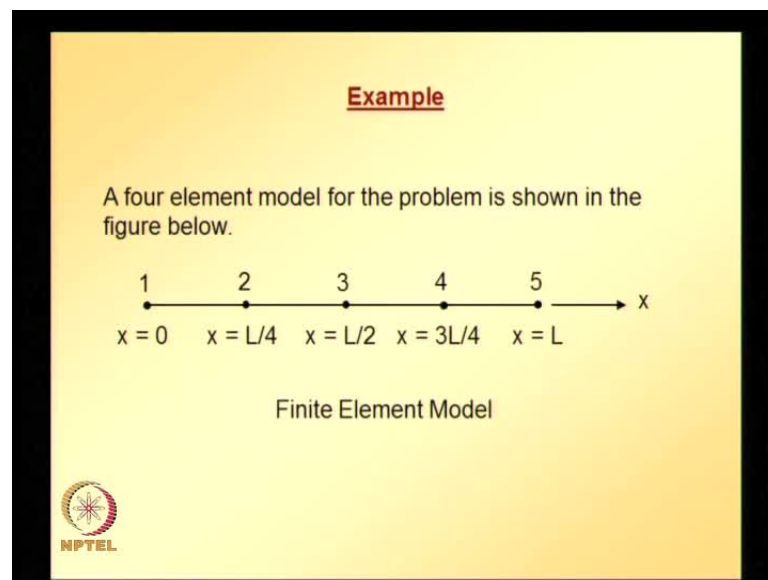 Example
A four element model for the problem is shown in the
figure below.
1 2 3 4 5
x
x = 0 x = L/4 x = L/2 x = 3L/4 x = L
Finite Element Model
NPTEL